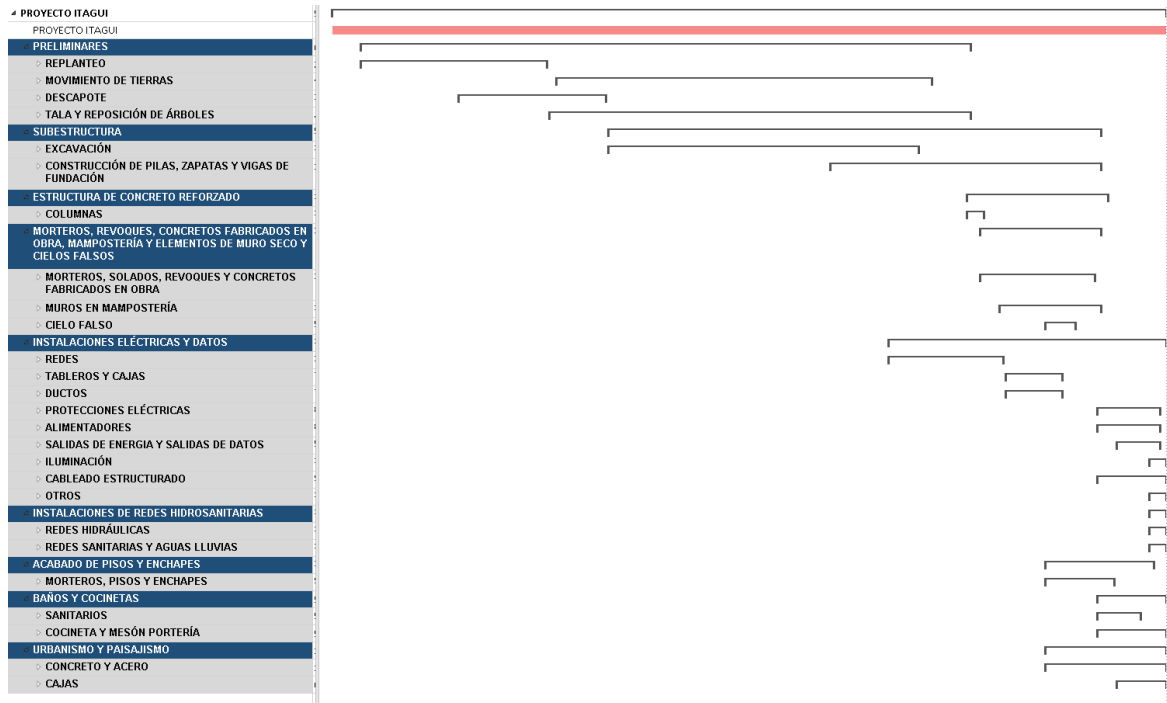 PROYECTO ITAGUI
PROYECTO ITAGUI
PRELIMINARES
REPLANTEO
MOVIMIENTO DE TIERRAS
DESCAPOTE
TALA Y REPOSICIÓN DE ÁRBOLES
SUBESTRUCTURA
EXCAVACIÓN
CONSTRUCCIÓN DE PILAS, ZAPATAS Y VIGAS DE
FUNDACIÓN
ESTRUCTURA DE CONCRETO REFORZADO
COLUMNAS
MORTEROS, REVOQUES, CONCRETOS FABRICADOS EN
OBRA, MAMPOSTERÍA Y ELEMENTOS DE MURO SECO Y
CIELOS FALSOS
MORTEROS, SOLADOS, REVOQUES Y CONCRETOS
FABRICADOS EN OBRA
MUROS EN MAMPOSTERÍA
CIELO FALSO
INSTALACIONES ELÉCTRICAS Y DATOS
REDES
TABLEROS Y CAJAS
DUCTOS
PROTECCIONES ELÉCTRICAS
ALIMENTADORES
SALIDAS DE ENERGIA Y SALIDAS DE DATOS
ILUMINACIÓN
CABLEADO ESTRUCTURADO
OTROS
INSTALACIONES DE REDES HIDROSANITARIAS
REDES HIDRÁULICAS
REDES SANITARIAS Y AGUAS LLUVIAS
ACABADO DE PISOS Y ENCHAPES
MORTEROS, PISOS Y ENCHAPES
BAÑOS Y COCINETAS
SANITARIOS
COCINETA Y MESÓN PORTERÍA
URBANISMO Y PAISAJISMO
CONCRETO Y ACERO
CAJAS